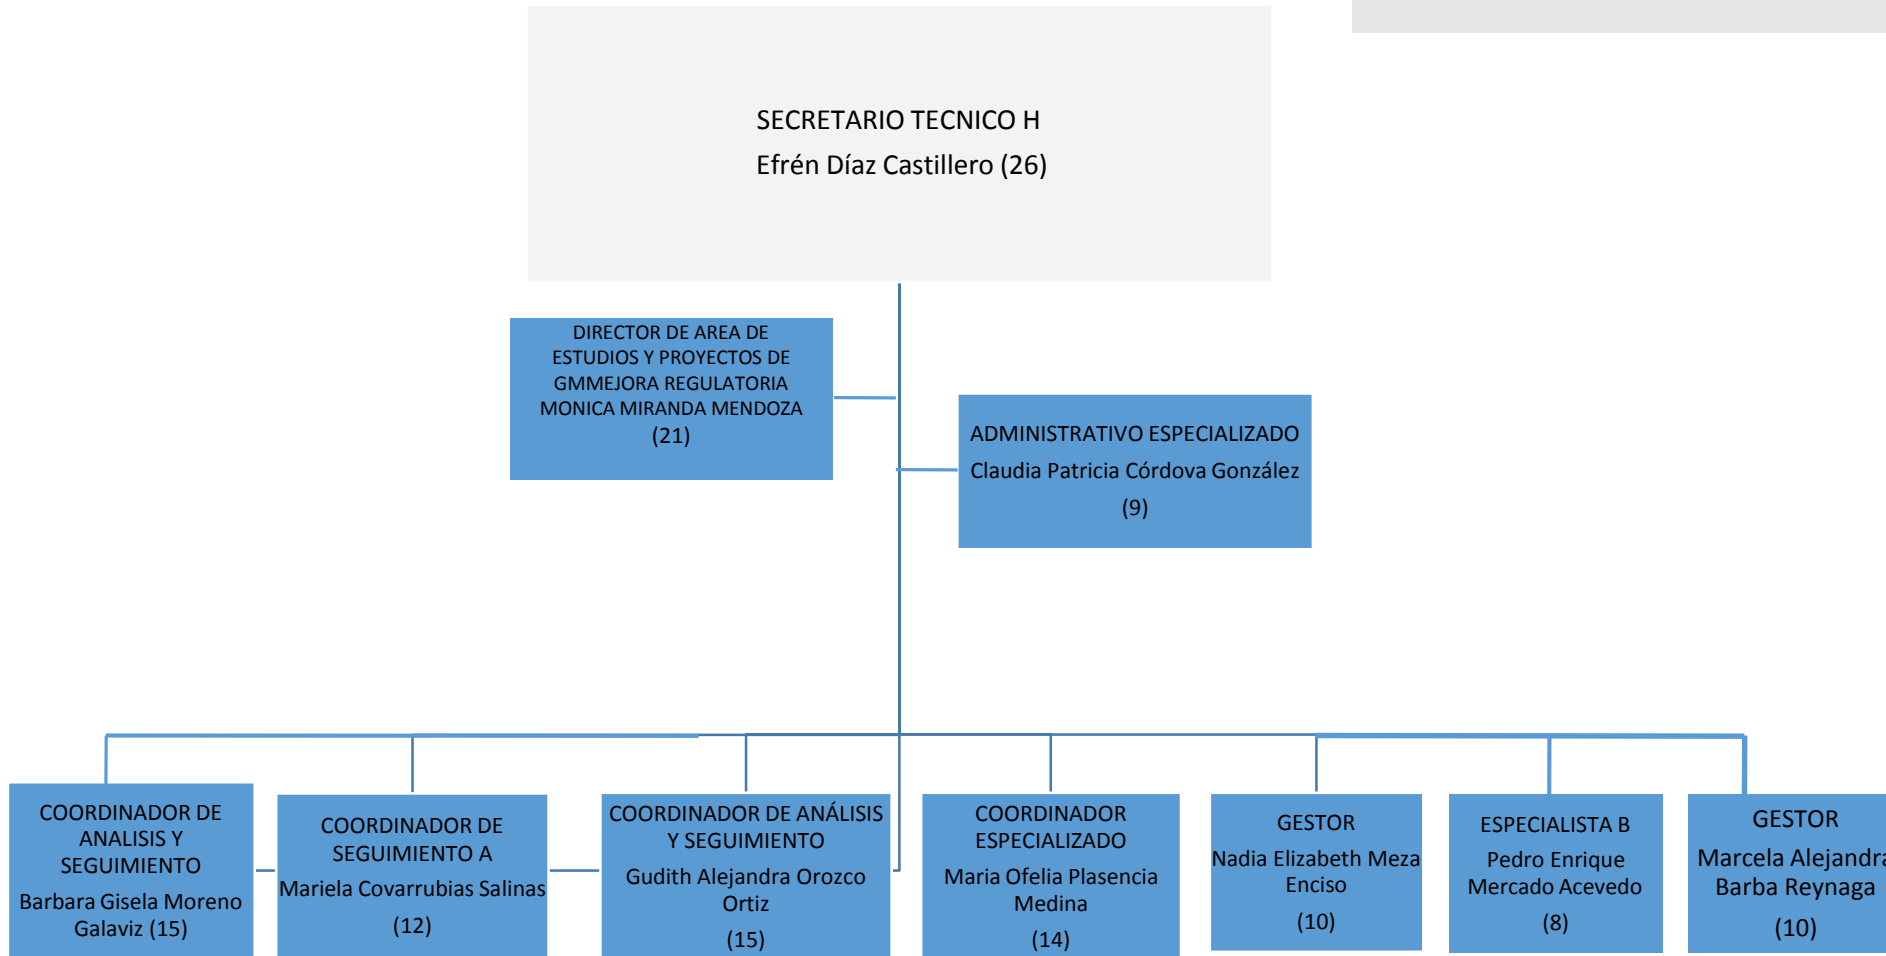 SECRETARIO TECNICO H
Efrén Díaz Castillero (26)
DIRECTOR DE AREA DE
ESTUDIOS Y PROYECTOS DE
GMMEJORA REGULATORIA
MONICA MIRANDA MENDOZA
(21)
ADMINISTRATIVO ESPECIALIZADO
Claudia Patricia Córdova González
(9)
COORDINADOR DE
ANALISIS Y
SEGUIMIENTO
Barbara Gisela Moreno
Galaviz (15)
COORDINADOR DE
SEGUIMIENTO A
Mariela Covarrubias Salinas
(12)
COORDINADOR DE ANÁLISIS
Y SEGUIMIENTO
Gudith Alejandra Orozco
Ortiz
(15)
COORDINADOR
ESPECIALIZADO
Maria Ofelia Plasencia
Medina
(14)
GESTOR
Nadia Elizabeth Meza
Enciso
(10)
ESPECIALISTA B
Pedro Enrique
Mercado Acevedo
(8)
GESTOR
Marcela Alejandra
Barba Reynaga
(10)